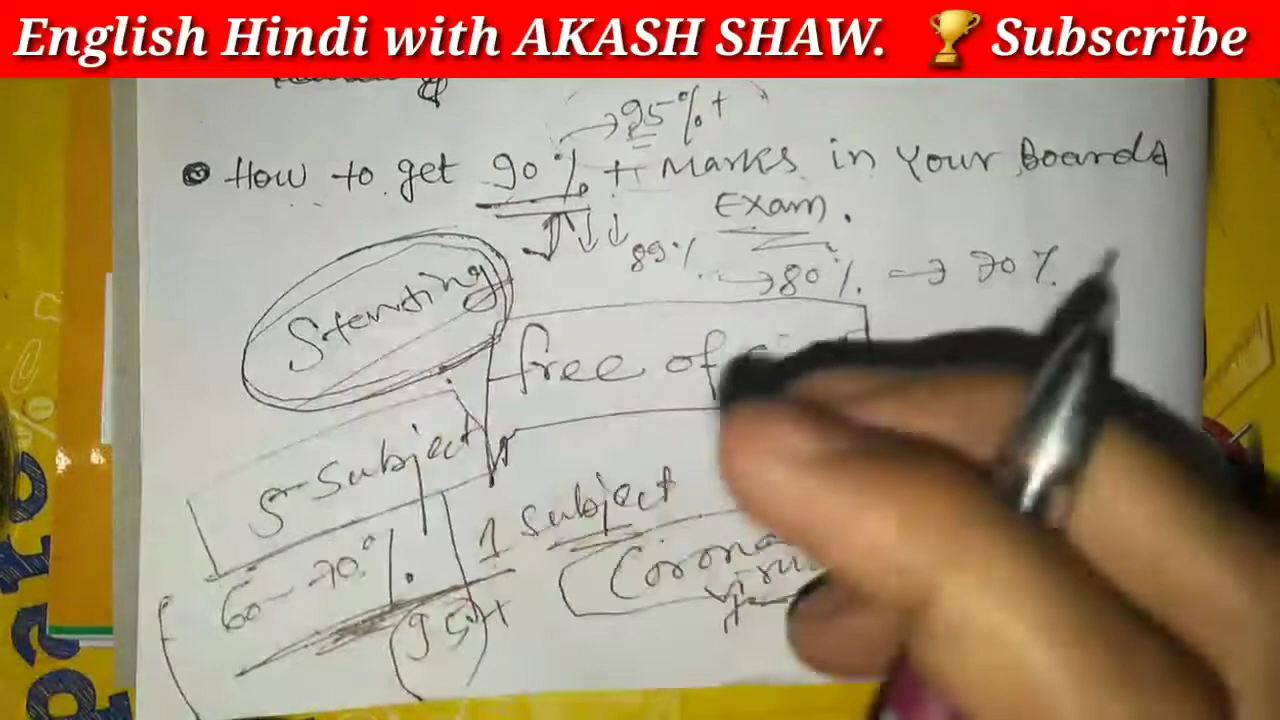 English Hindi with AKASH SHAW. 🏆 Subscribe
→95%+
How to get 90%+ Marks in Your Boards
Exam.
89% →80% → 70%
Starting
free of
5-Subject
1 Subject
60-70%.
Corona
virus
95%+